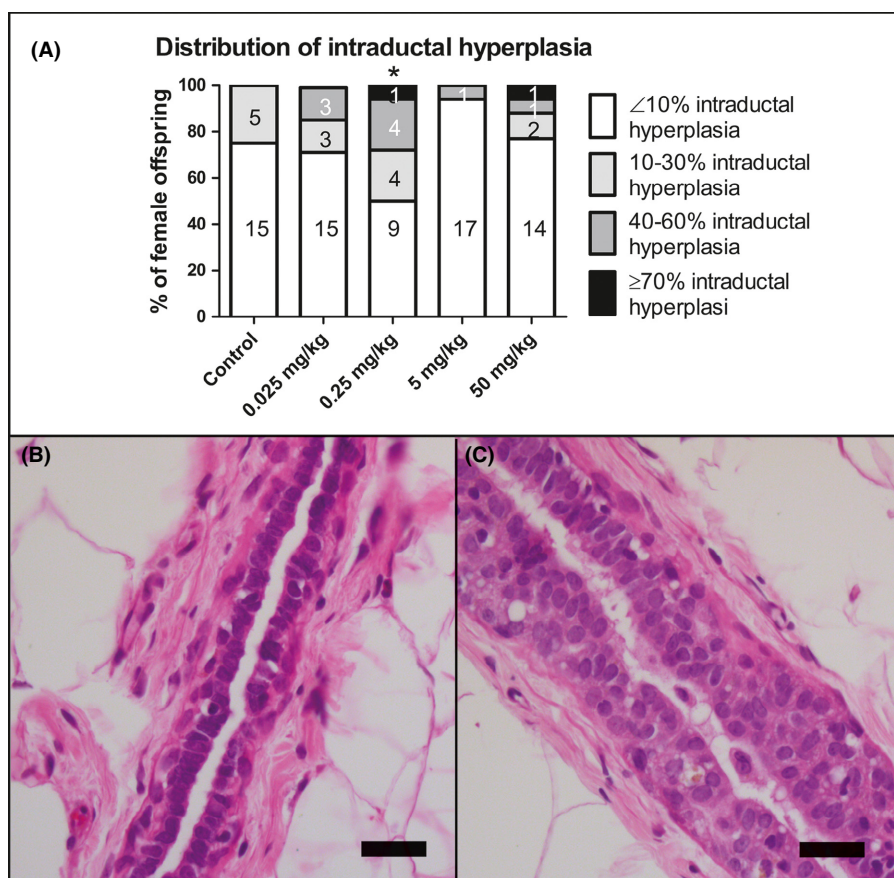 (A)
Distribution of intraductal hyperplasia
*
% of female offspring
100
80
60
40
20
0
5
15
3
3
15
1
4
4
9
1
17
1
1
2
14
Control
0.025 mg/kg
0.25 mg/kg
5 mg/kg
50 mg/kg
∠10% intraductal
hyperplasia
10-30% intraductal
hyperplasia
40-60% intraductal
hyperplasia
≥70% intraductal
hyperplasi
(B)
(C)